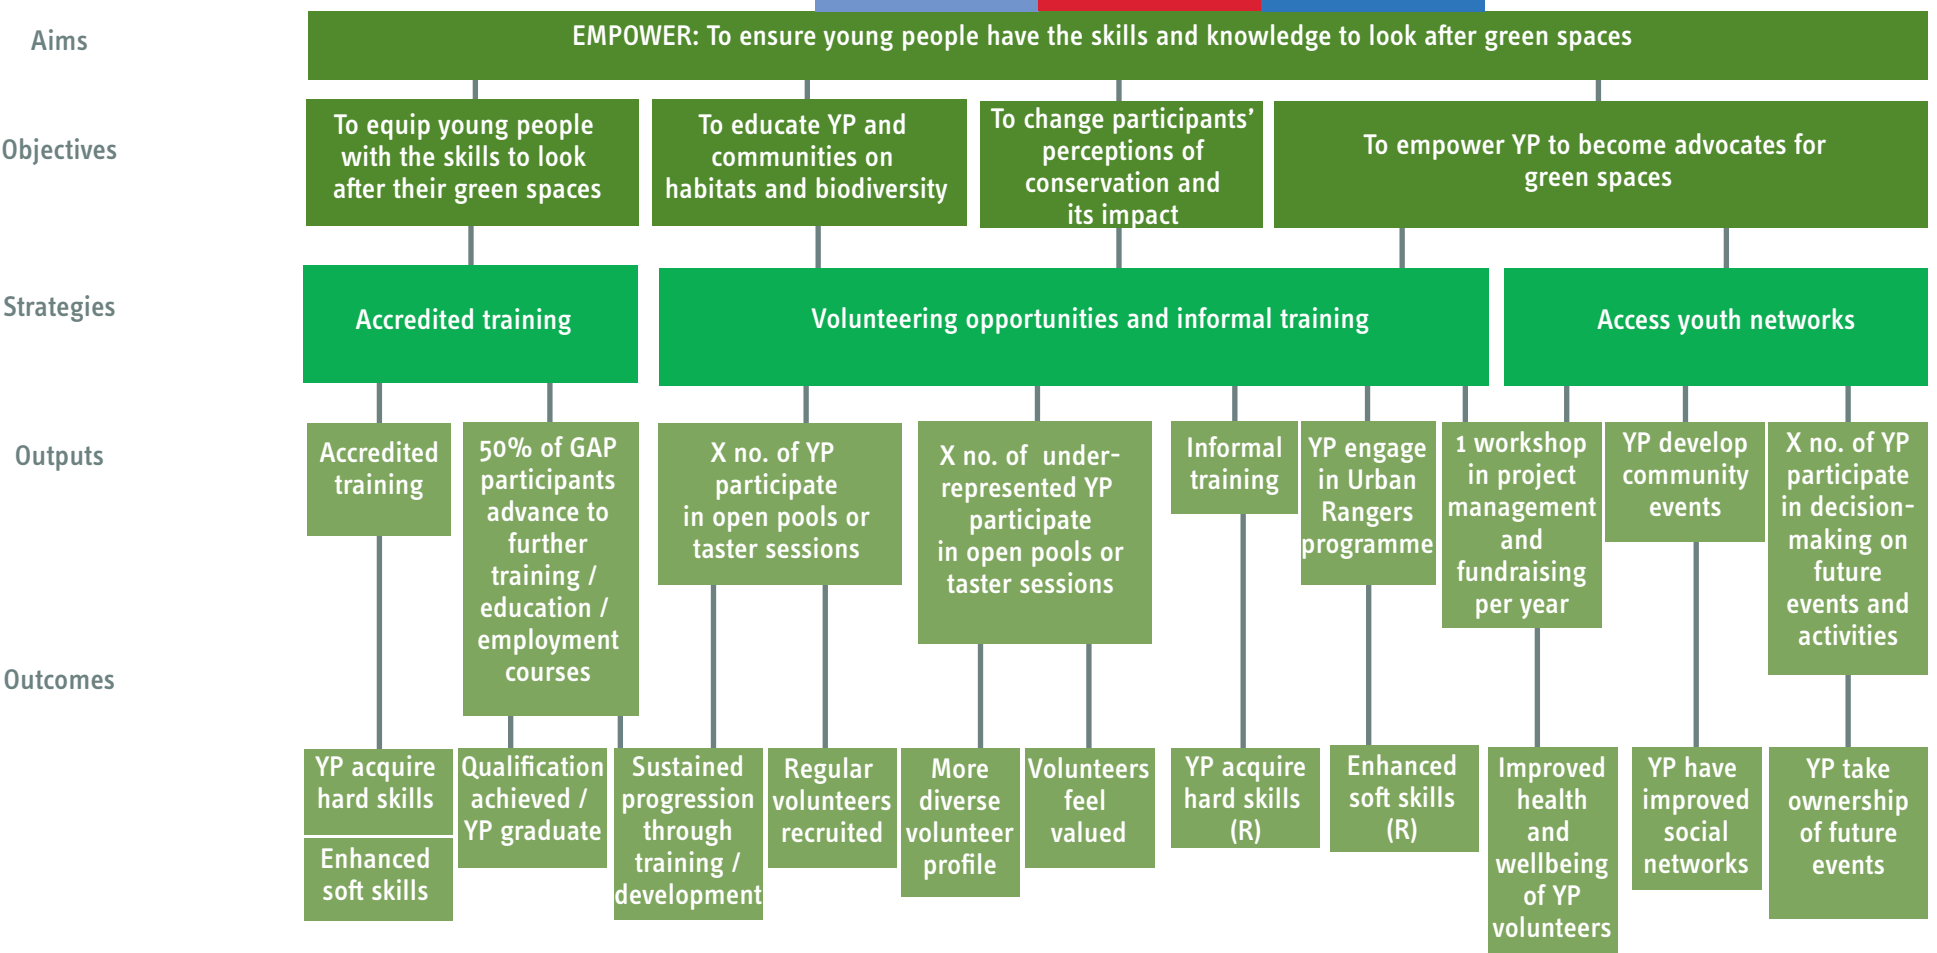 Aims
EMPOWER: To ensure young people have the skills and knowledge to look after green spaces
Objectives
To equip young people
with the skills to look
after their green spaces
To educate YP and
communities on
habitats and biodiversity
To change participants’
perceptions of
conservation and
its impact
To empower YP to become advocates for
green spaces
Strategies
Accredited training
Volunteering opportunities and informal training
Access youth networks
Outputs
Accredited
training
50% of GAP
participants
advance to
further
training /
education /
employment
courses
X no. of YP
participate
in open pools or
taster sessions
X no. of under-
represented YP
participate
in open pools or
taster sessions
Informal
training
YP engage
in Urban
Rangers
programme
1 workshop
in project
management
and
fundraising
per year
YP develop
community
events
X no. of YP
participate
in decision-
making on
future
events and
activities
Outcomes
YP acquire
hard skills
Enhanced
soft skills
Qualification
achieved /
YP graduate
Sustained
progression
through
training /
development
Regular
volunteers
recruited
More
diverse
volunteer
profile
Volunteers
feel
valued
YP acquire
hard skills
(R)
Enhanced
soft skills
(R)
Improved
health
and
wellbeing
of YP
volunteers
YP have
improved
social
networks
YP take
ownership
of future
events